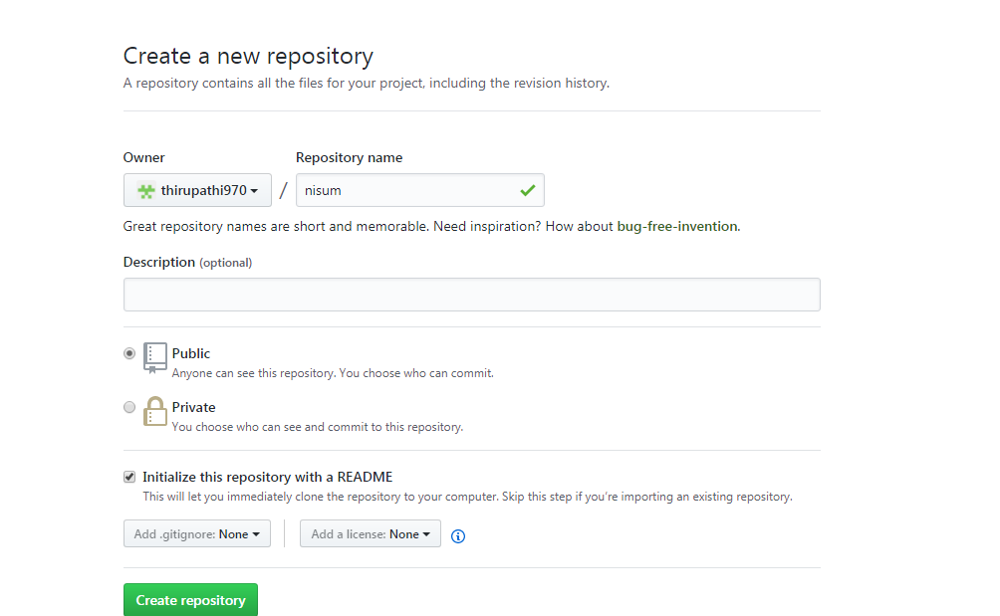 Create a new repository
A repository contains all the files for your project, including the revision history.
Owner Repository name
thirupathi970 / nisum
Great repository names are short and memorable. Need inspiration? How about bug-free-invention.
Description (optional)
Public
Anyone can see this repository. You choose who can commit.
Private
You choose who can see and commit to this repository.
Initialize this repository with a README
This will let you immediately clone the repository to your computer. Skip this step if you’re importing an existing repository.
Add .gitignore: None Add a license: None
Create repository